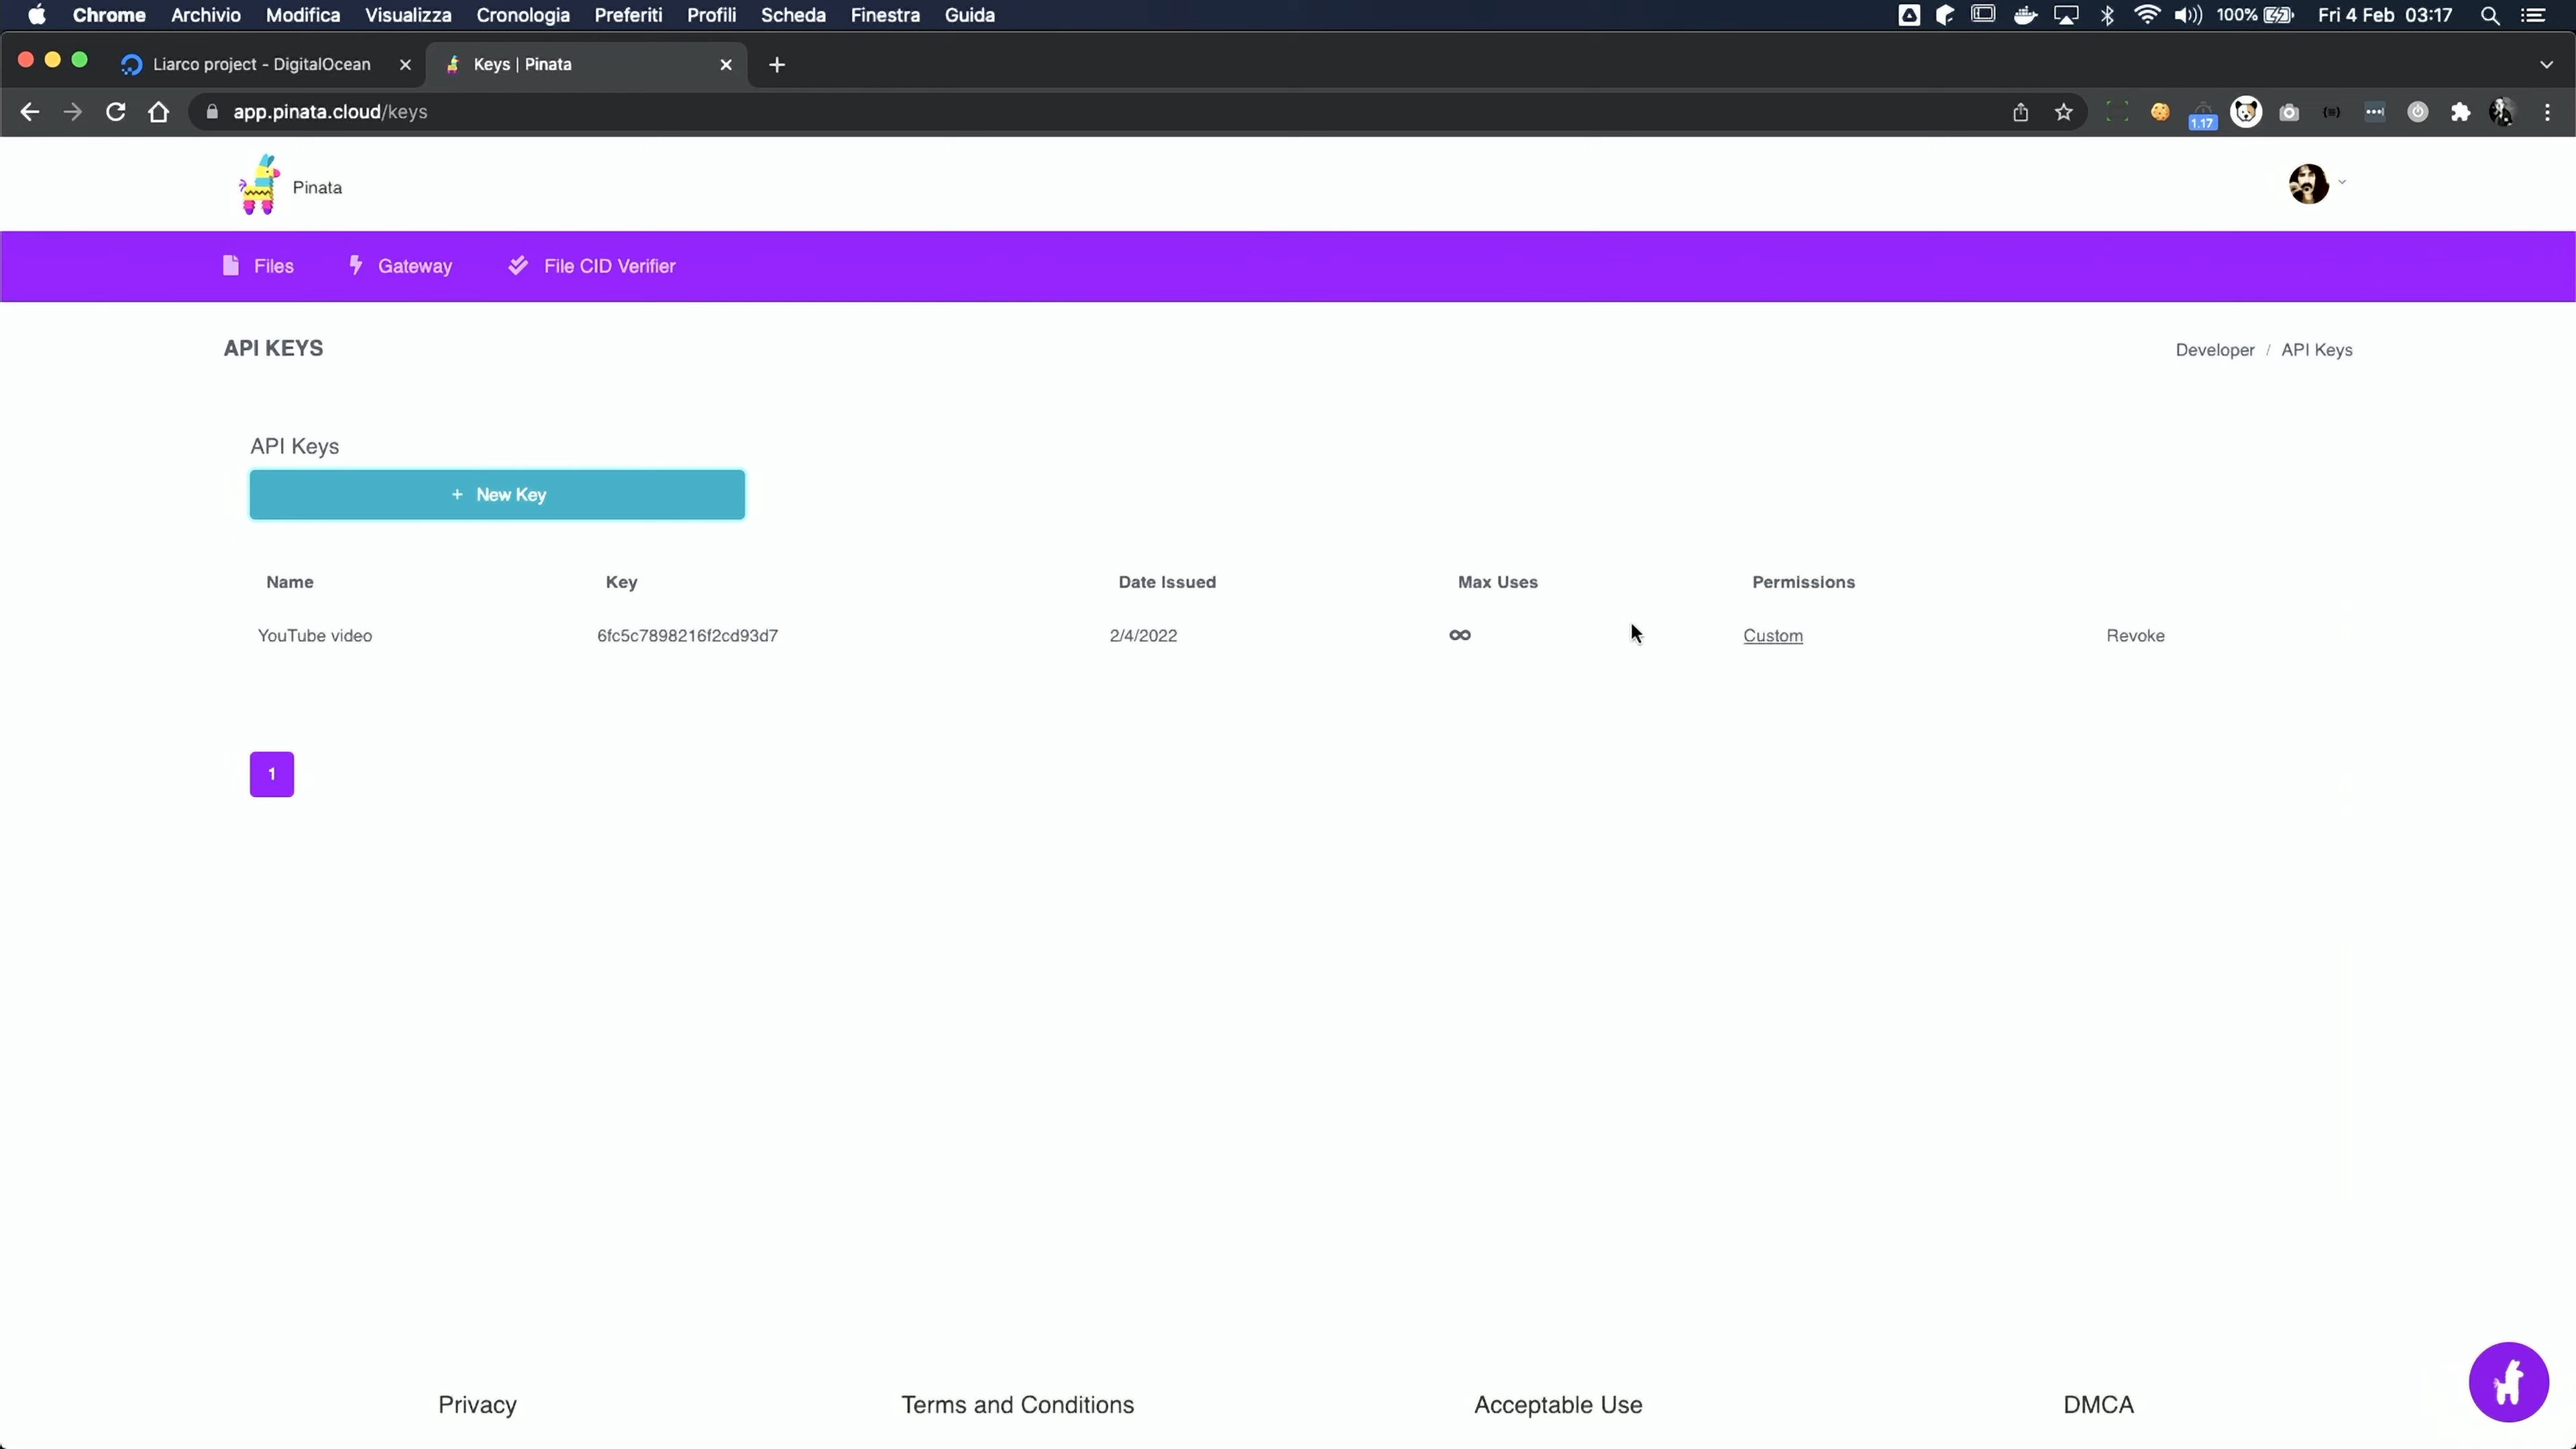 Chrome Archivio Modifica Visualizza Cronologia Preferiti Profili Scheda Finestra Guida 100% Fri 4 Feb 03:17
Liarco project - DigitalOcean Keys | Pinata
app.pinata.cloud/keys 1.17
Pinata
Files Gateway File CID Verifier
API KEYS Developer / API Keys
API Keys
+ New Key
Name Key Date Issued Max Uses Permissions
YouTube video 6fc5c7898216f2cd93d7 2/4/2022 ∞ Custom Revoke
1
Privacy Terms and Conditions Acceptable Use DMCA